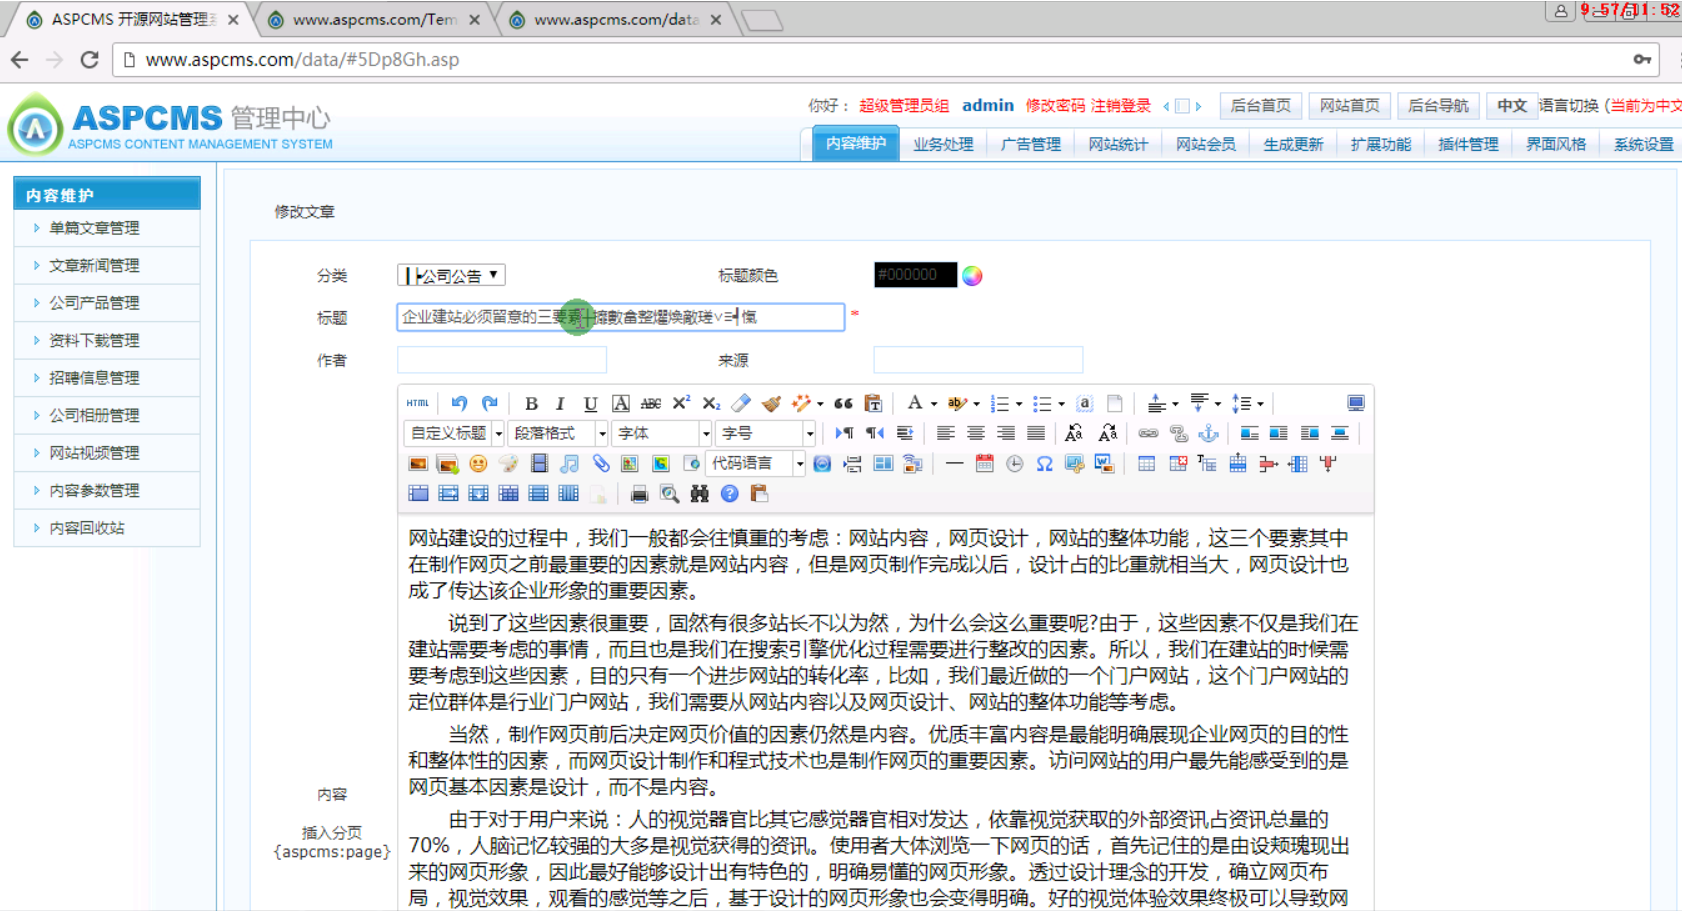 ASPCMS 开源网站管理系
www.aspcms.com/Tem
www.aspcms.com/data
9:57/11:52
www.aspcms.com/data/#5Dp8Gh.asp
ASPCMS 管理中心
ASPCMS CONTENT MANAGEMENT SYSTEM
你好： 超级管理员组 admin 修改密码 注销登录 后台首页 网站首页 后台导航 中文 语言切换 (当前为中文
内容维护 业务处理 广告管理 网站统计 网站会员 生成更新 扩展功能 插件管理 界面风格 系统设置
内容维护
单篇文章管理
文章新闻管理
公司产品管理
资料下载管理
招聘信息管理
公司相册管理
网站视频管理
内容参数管理
内容回收站
修改文章
分类 ┃├公司公告 标题颜色 #000000
标题 企业建站必须留意的三要素 *
作者 来源
HTML
自定义标题 段落格式 字体 字号
代码语言
内容
插入分页
{aspcms:page}
网站建设的过程中，我们一般都会往慎重的考虑：网站内容，网页设计，网站的整体功能，这三个要素其中
在制作网页之前最重要的因素就是网站内容，但是网页制作完成以后，设计占的比重就相当大，网页设计也
成了传达该企业形象的重要因素。
说到了这些因素很重要，固然有很多站长不以为然，为什么会这么重要呢?由于，这些因素不仅是我们在
建站需要考虑的事情，而且也是我们在搜索引擎优化过程需要进行整改的因素。所以，我们在建站的时候需
要考虑到这些因素，目的只有一个进步网站的转化率，比如，我们最近做的一个门户网站，这个门户网站的
定位群体是行业门户网站，我们需要从网站内容以及网页设计、网站的整体功能等考虑。
当然，制作网页前后决定网页价值的因素仍然是内容。优质丰富内容是最能明确展现企业网页的目的性
和整体性的因素，而网页设计制作和程式技术也是制作网页的重要因素。访问网站的用户最先能感受到的是
网页基本因素是设计，而不是内容。
由于对于用户来说：人的视觉器官比其它感觉器官相对发达，依靠视觉获取的外部资讯占资讯总量的
70%，人脑记忆较强的大多是视觉获得的资讯。使用者大体浏览一下网页的话，首先记住的是由设颊瑰现出
来的网页形象，因此最好能够设计出有特色的，明确易懂的网页形象。透过设计理念的开发，确立网页布
局，视觉效果，观看的感觉等之后，基于设计的网页形象也会变得明确。好的视觉体验效果终极可以导致网